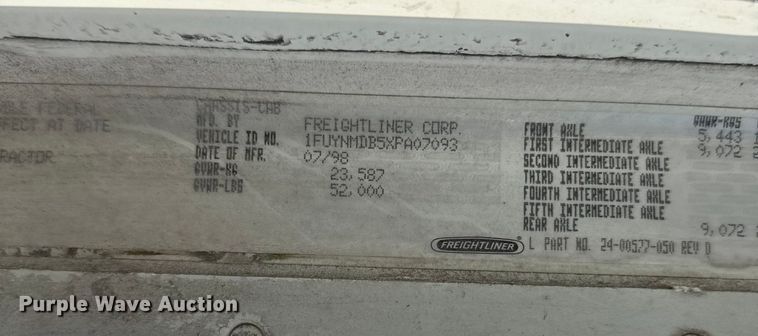 CHASSIS-CAB
FEDERAL
EFFECT AT DATE
MFD. BY FREIGHTLINER CORP.
VEHICLE ID NO. 1FUYNMDB5XPA07093
DATE OF MFR. 07/98
GVWR-KG 23,587
GVWR-LBS 52,000
GAWR-KGS
FRONT AXLE 5,443
FIRST INTERMEDIATE AXLE 9,072
SECOND INTERMEDIATE AXLE
THIRD INTERMEDIATE AXLE
FOURTH INTERMEDIATE AXLE
FIFTH INTERMEDIATE AXLE
REAR AXLE 9,072
FREIGHTLINER
L PART NO. 24-00577-050 REV D
Purple Wave Auction